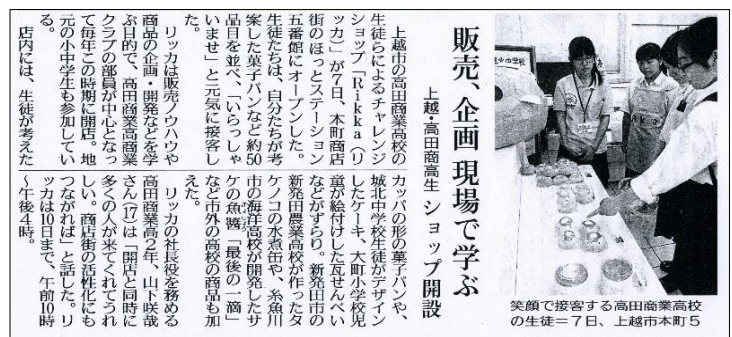 販売、企画 現場で学ぶ
上越・高田商高生 ショップ開設
上越市の高田商業高校の
生徒らによるチャレンジ
ショップ「Rikka（リ
ッカ）」が7日、本町商店
街のほっとステーション
五番館にオープンした。
生徒たちは、自分たちが考
案した菓子パンなど約50
品目を並べ、「いらっしゃ
いませ」と元気に接客し
た。
リッカは販売ノウハウや
商品の企画・開発などを学
ぶ目的で、高田商業高商業
クラブの部員が中心となっ
て毎年この時期に開店。地
元の小中学生も参加してい
る。
店内には、生徒が考えた
カッパの形の菓子パンや、
城北中学校生徒がデザイン
したケーキ、大町小学校児
童が絵付けした瓦せんべい
などがずらり。新発田市の
新発田農業高校が作ったタ
ケノコの水煮缶や、糸魚川
市の海洋高校が開発したサ
ケの魚醬「最後の一滴」
など市外の高校の商品も加
えた。
リッカの社長役を務める
高田商業高2年、山下咲哉
さん(17)は「開店と同時に
多くの人が来てくれてうれ
しい。商店街の活性化にも
つながれば」と話した。リ
ッカは10日まで、午前10時
〜午後4時。
笑顔で接客する高田商業高校
の生徒＝7日、上越市本町5